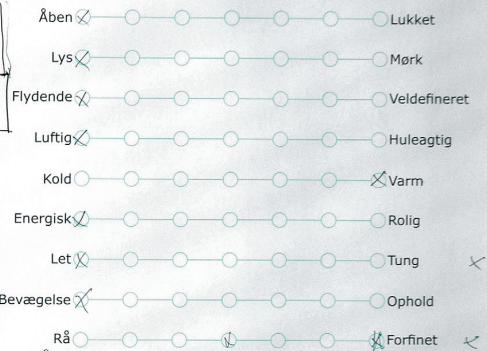 Åben Lukket
Lys Mørk
Flydende Veldefineret
Luftig Huleagtig
Kold Varm
Energisk Rolig
Let Tung
Bevægelse Ophold
Rå Forfinet